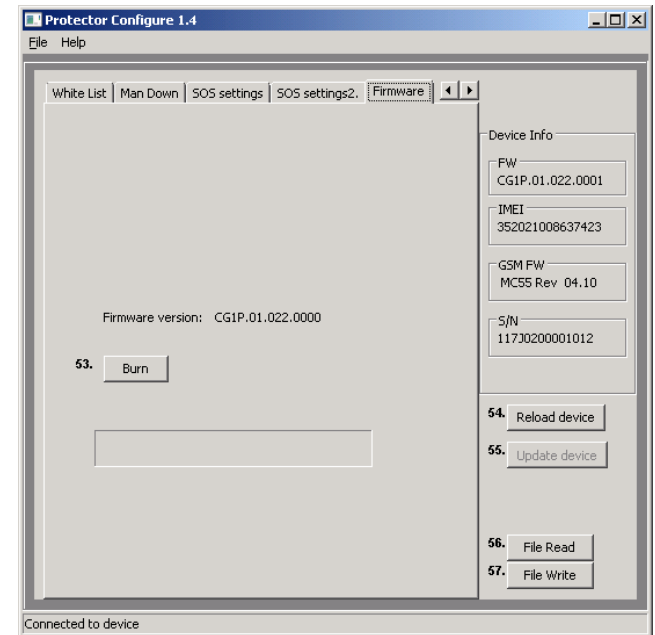 Protector Configure 1.4
File Help
White List Man Down SOS settings SOS settings2. Firmware
Device Info
FW
CG1P.01.022.0001
IMEI
352021008637423
GSM FW
MC55 Rev 04.10
S/N
117J0200001012
Firmware version: CG1P.01.022.0000
53. Burn
54. Reload device
55. Update device
56. File Read
57. File Write
Connected to device